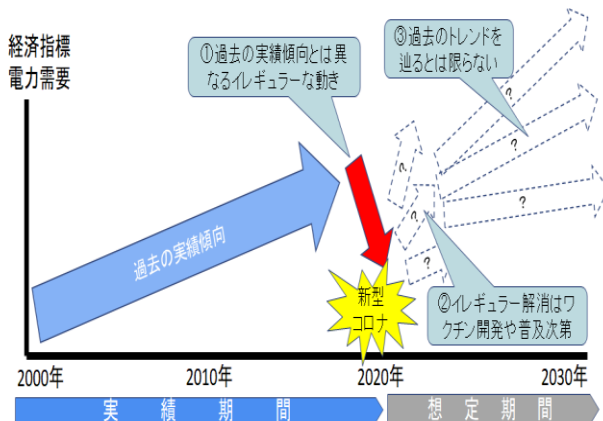 経済指標
電力需要
①過去の実績傾向とは異
なるイレギュラーな動き
③過去のトレンドを
辿るとは限らない
?
?
?
?
?
?
過去の実績傾向
新型
コロナ
②イレギュラー解消はワ
クチン開発や普及次第
2000年
2010年
2020年
2030年
実績期間
想定期間